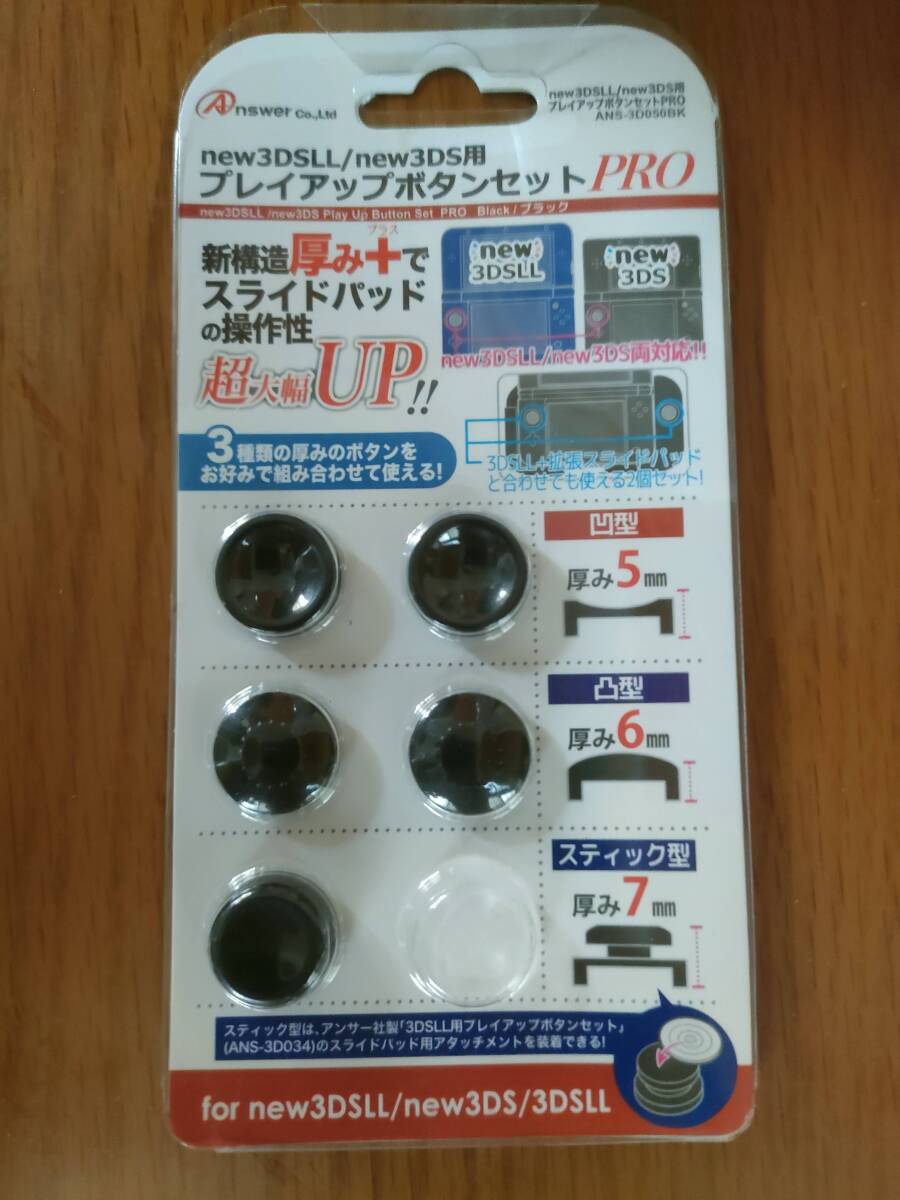 Answer Co.,Ltd
new3DSLL/new3DS用
プレイアップボタンセットPRO
ANS-3D050BK
new3DSLL/new3DS用
プレイアップボタンセット PRO
new3DSLL /new3DS Play Up Button Set PRO Black / ブラック
プラス
新構造厚み+で
スライドパッド
の操作性
超大幅UP!!
new
3DSLL
new
3DS
new3DSLL/new3DS両対応!!
3種類の厚みのボタンを
お好みで組み合わせて使える!
3DSLL+拡張スライドパッド
と合わせても使える2個セット!
凹型
厚み5mm
凸型
厚み6mm
スティック型
厚み7mm
スティック型は、アンサー社製「3DSLL用プレイアップボタンセット」
(ANS-3D034)のスライドパッド用アタッチメントを装着できる!
for new3DSLL/new3DS/3DSLL